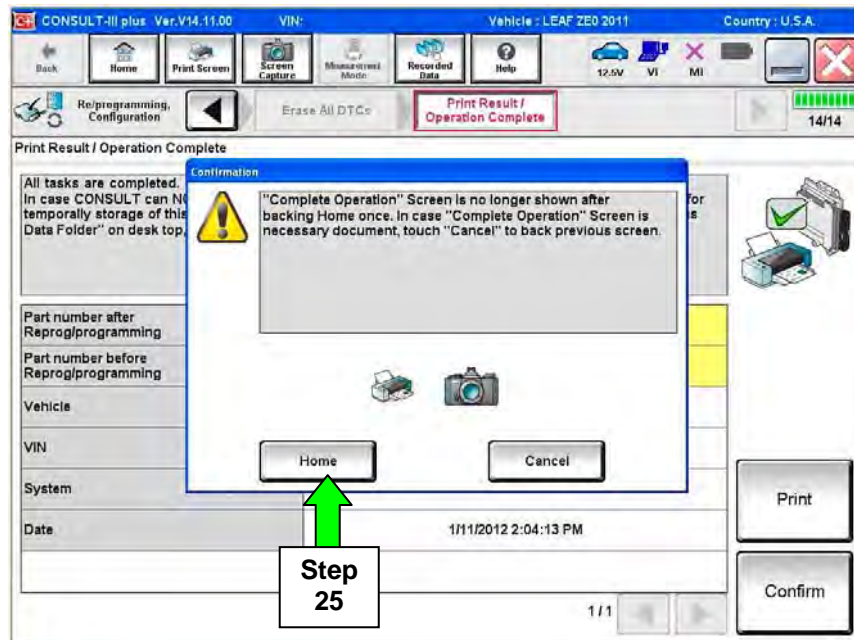 CONSULT-III plus Ver.V14.11.00 VIN: Vehicle : LEAF ZE0 2011 Country : U.S.A.
Back
Home
Print Screen
Screen Capture
Measurement Mode
Recorded Data
Help
12.5V VI MI
Re/programming, Configuration
Erase All DTCs
Print Result / Operation Complete
14/14
Print Result / Operation Complete
All tasks are completed.
In case CONSULT can N for
temporally storage of this s
Data Folder" on desk top,
Confirmation
"Complete Operation" Screen is no longer shown after
backing Home once. In case "Complete Operation" Screen is
necessary document, touch "Cancel" to back previous screen.
Home
Cancel
Part number after
Reprog/programming
Part number before
Reprog/programming
Vehicle
VIN
System
Date 1/11/2012 2:04:13 PM
1/1
Print
Confirm
Step
25